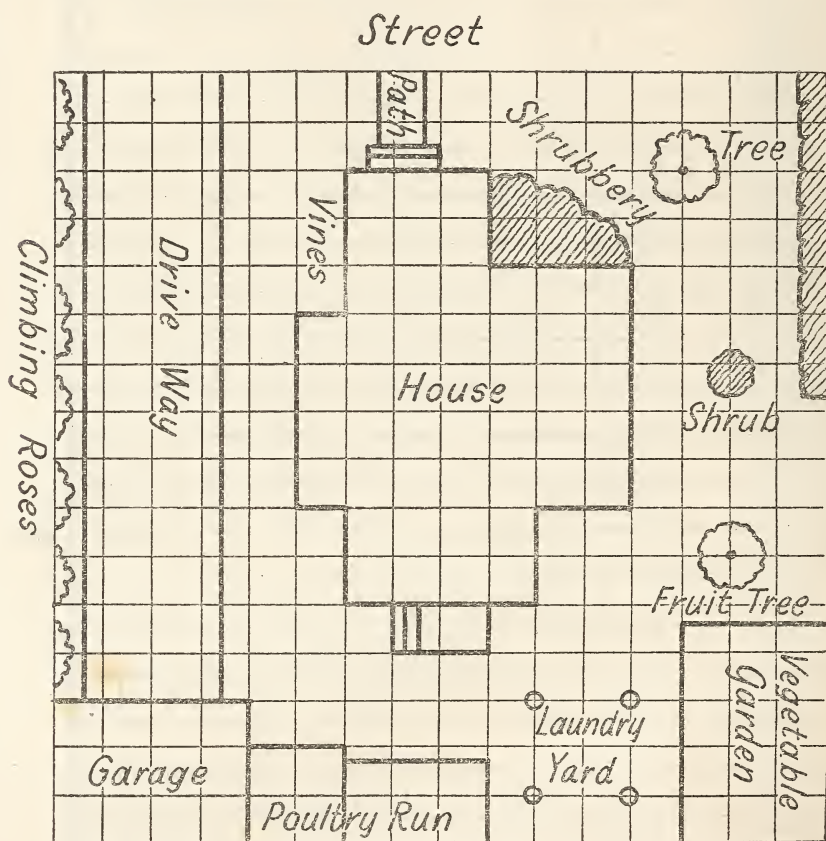 Street
Path
Shrubbery
Tree
Vines
Drive Way
Climbing Roses
House
Shrub
Fruit Tree
Laundry
Yard
Vegetable
Garden
Garage
Poultry Run